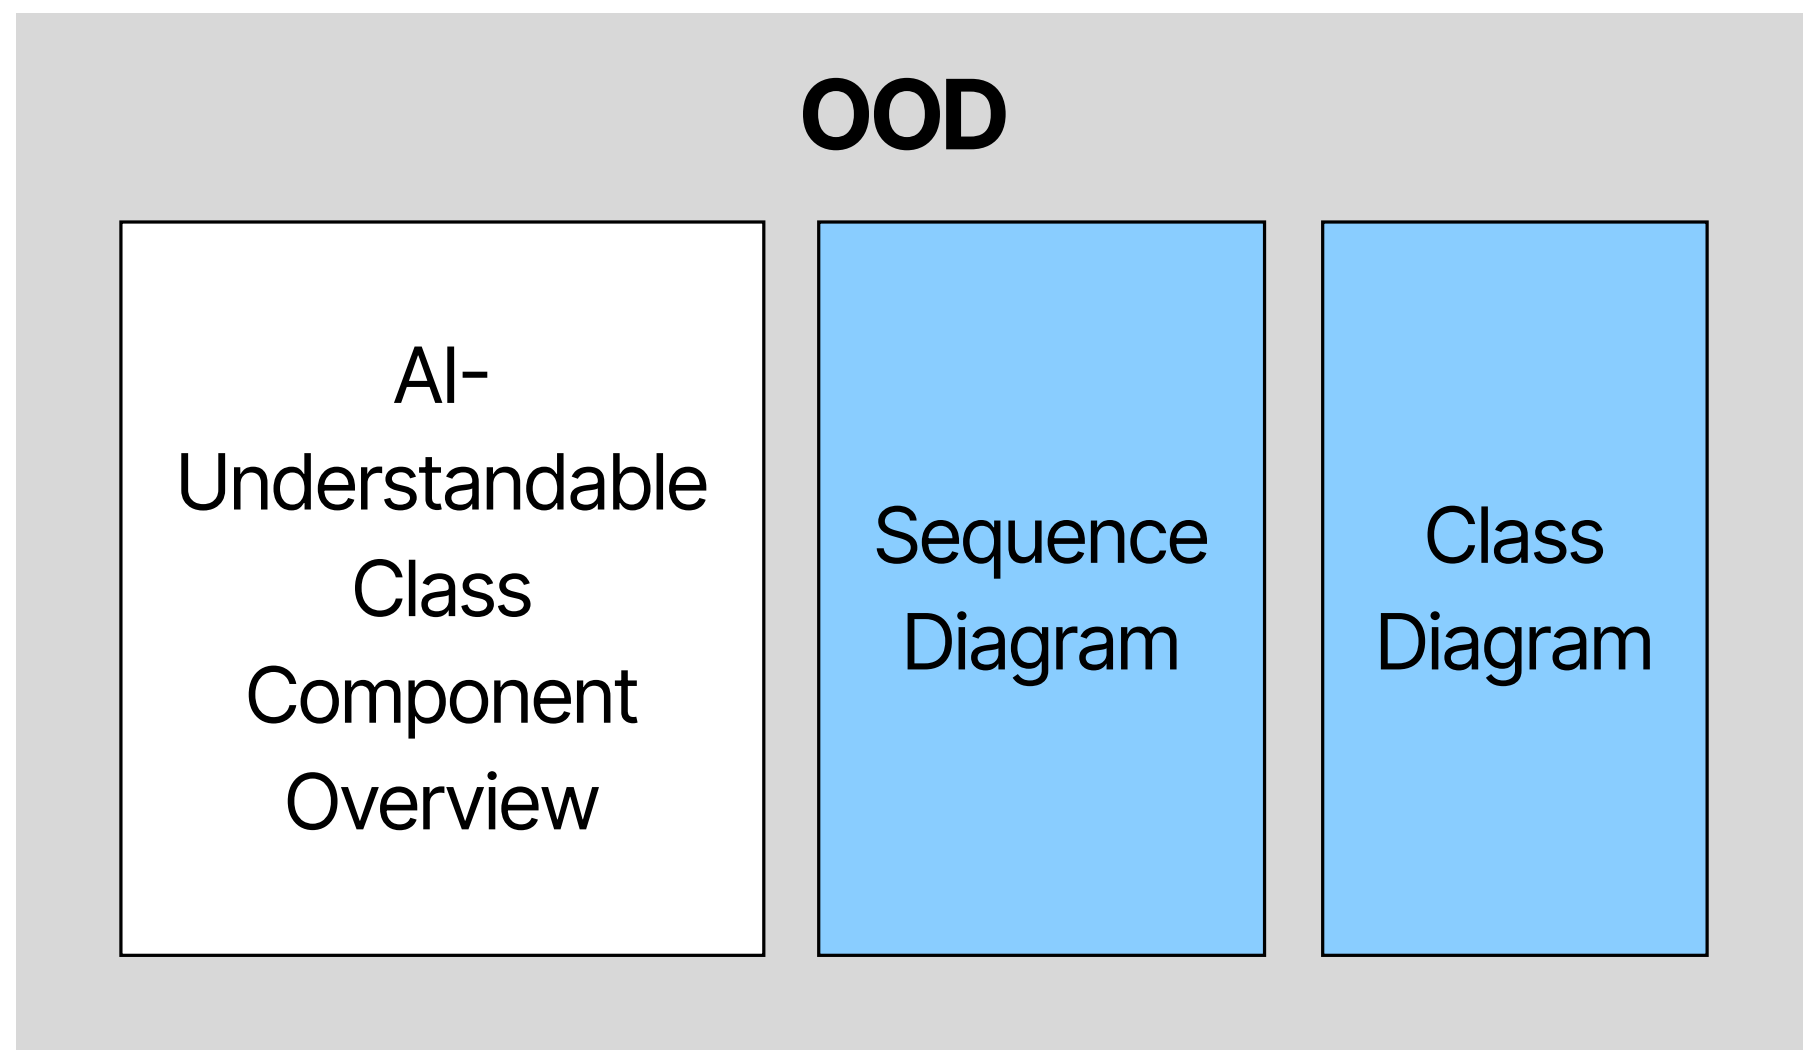 OOD
AI-
Understandable
Class
Component
Overview
Sequence
Diagram
Class
Diagram